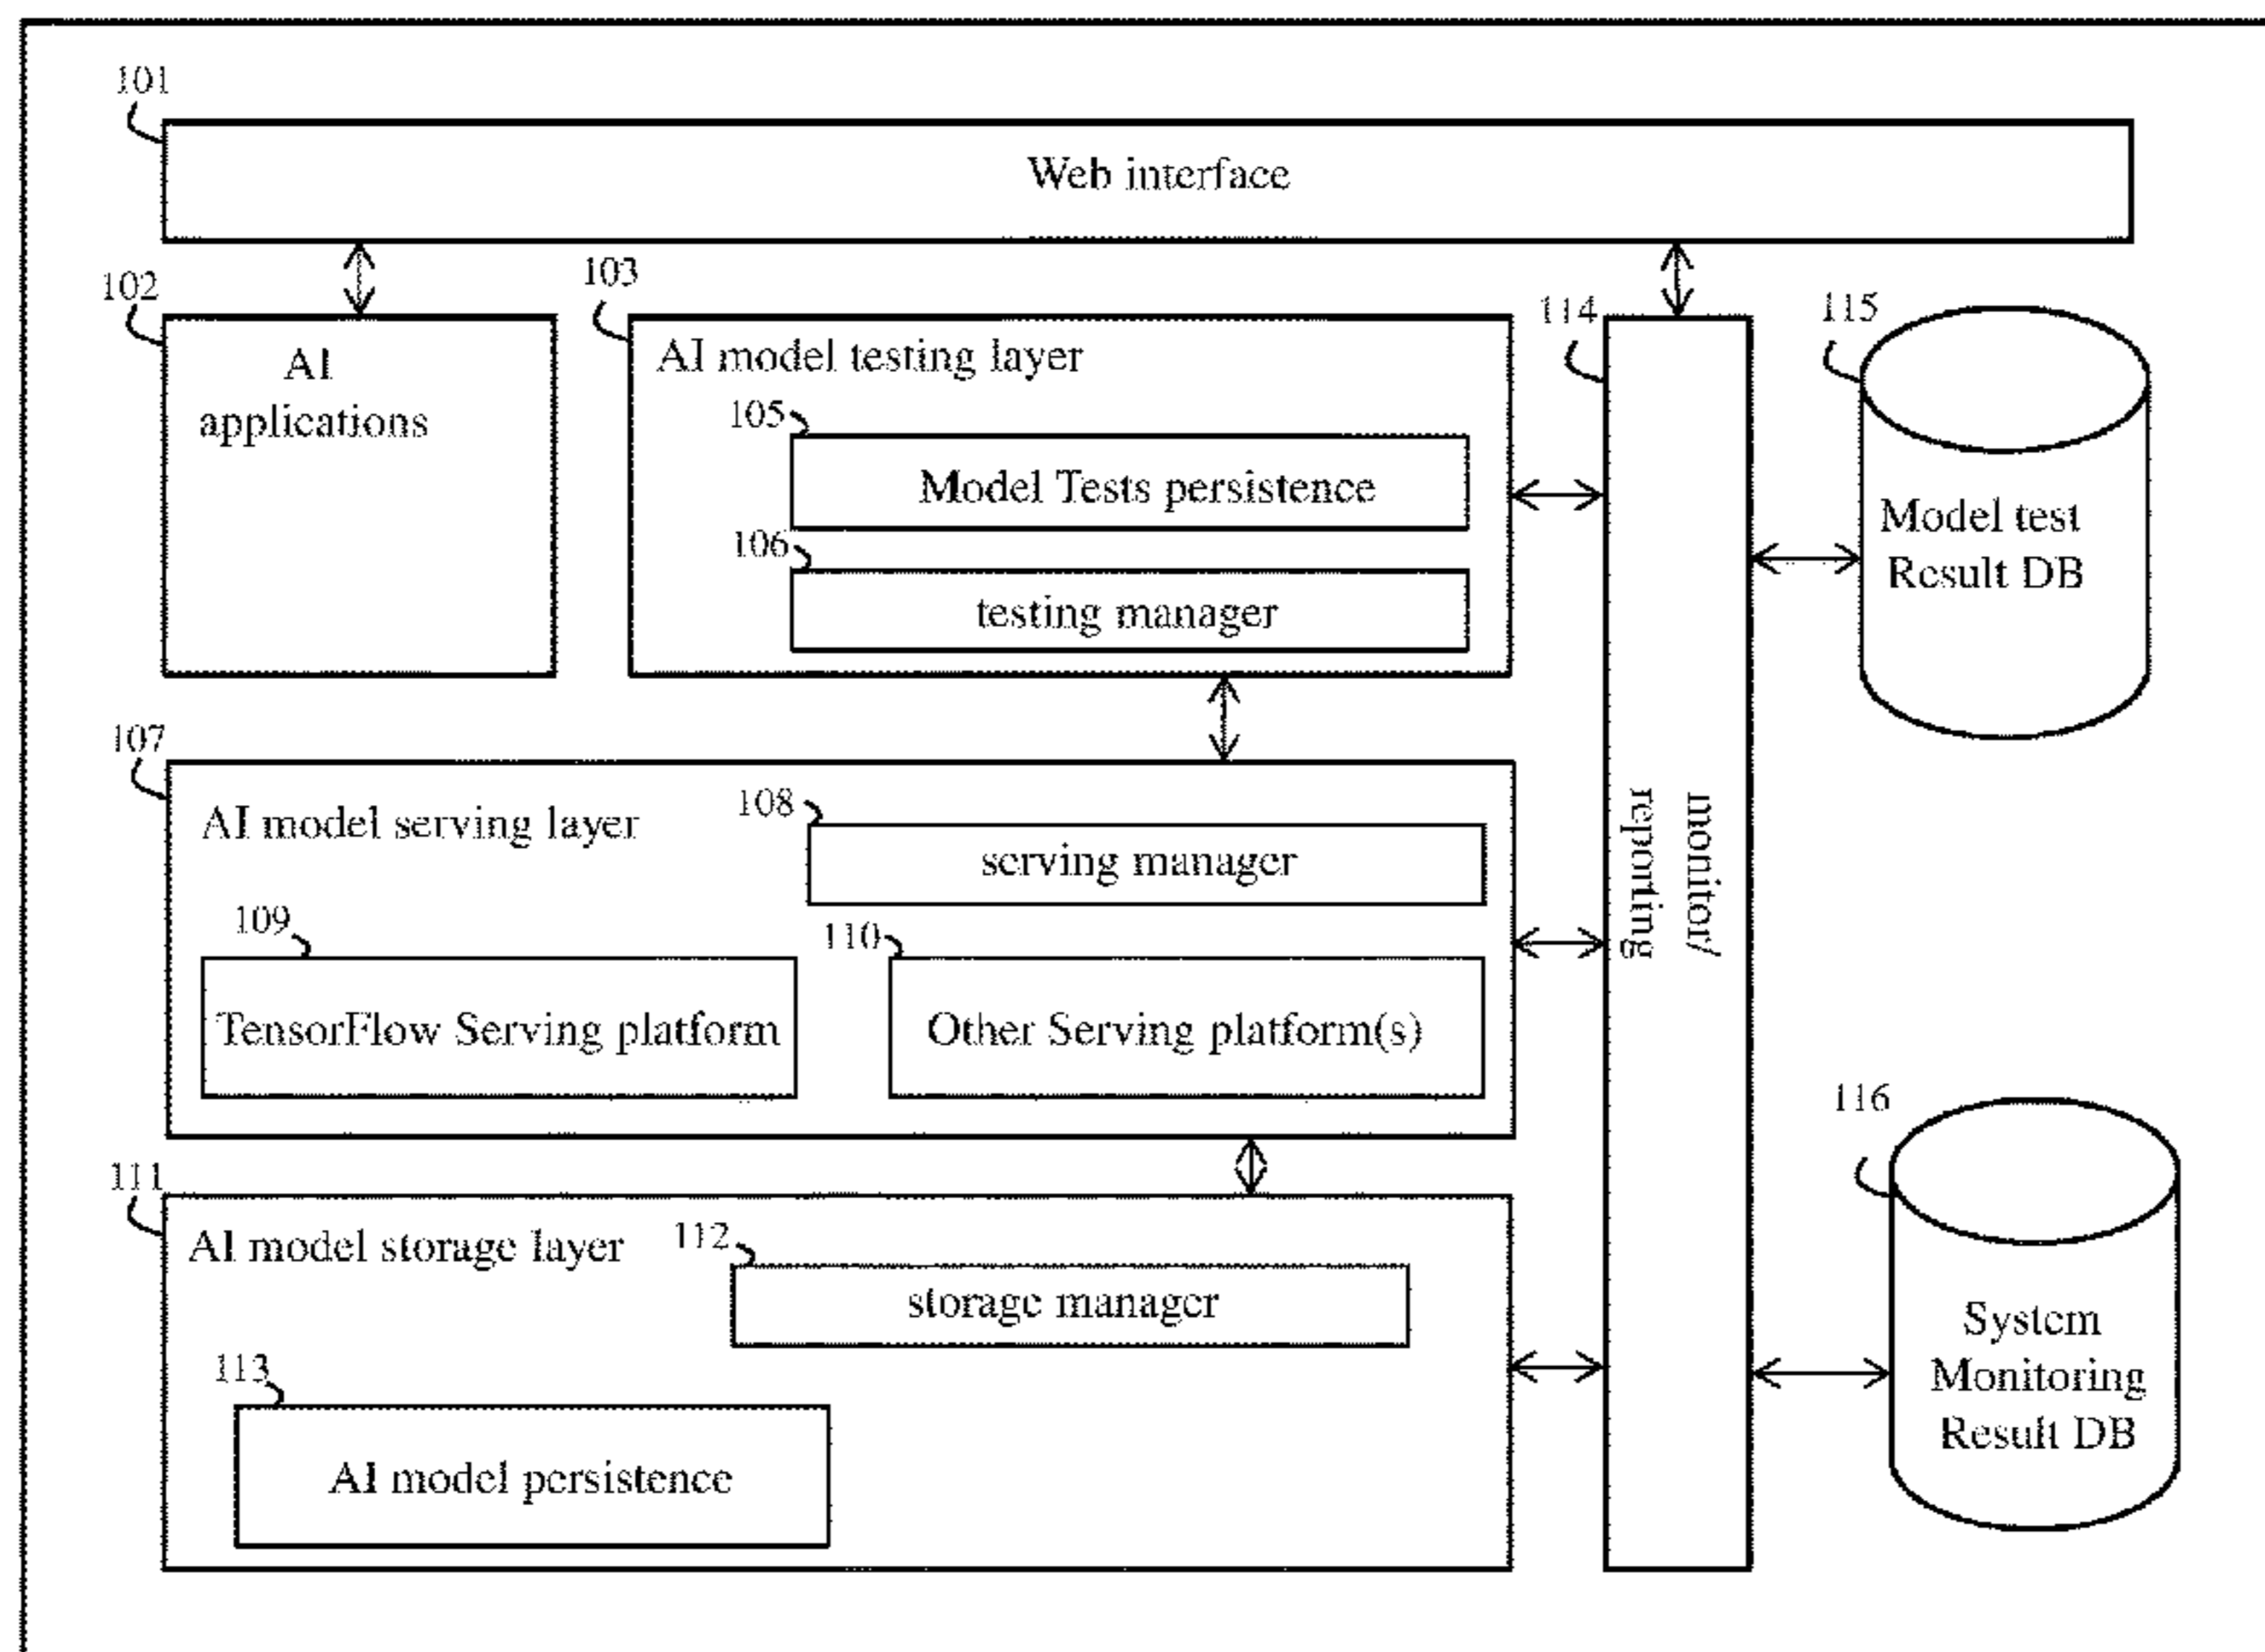 101
Web interface
102
AI
applications
103
AI model testing layer
105
Model Tests persistence
106
testing manager
107
AI model serving layer
108
serving manager
109
TensorFlow Serving platform
110
Other Serving platform(s)
111
AI model storage layer
112
storage manager
113
AI model persistence
114
monitor/
reporting
115
Model test
Result DB
116
System
Monitoring
Result DB